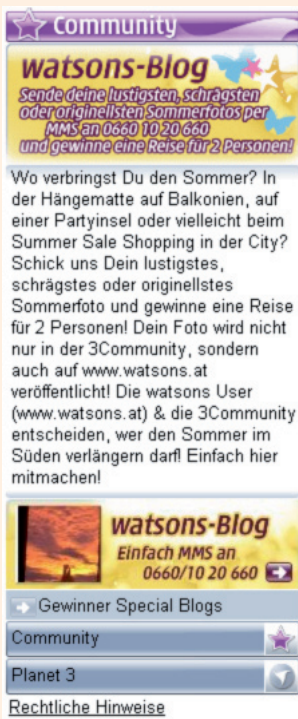 Community
watsons-Blog
Sende deine lustigsten, schrägsten
oder originellsten Sommerfotos per
MMS an 0660 10 20 660
und gewinne eine Reise für 2 Personen!
Wo verbringst Du den Sommer? In
der Hängematte auf Balkonien, auf
einer Partyinsel oder vielleicht beim
Summer Sale Shopping in der City?
Schick uns Dein lustigstes,
schrägstes oder originellstes
Sommerfoto und gewinne eine Reise
für 2 Personen! Dein Foto wird nicht
nur in der 3Community, sondern
auch auf www.watsons.at
veröffentlicht! Die watsons User
(www.watsons.at) & die 3Community
entscheiden, wer den Sommer im
Süden verlängern darf! Einfach hier
mitmachen!
watsons-Blog
Einfach MMS an
0660/10 20 660
Gewinner Special Blogs
Community
Planet 3
Rechtliche Hinweise